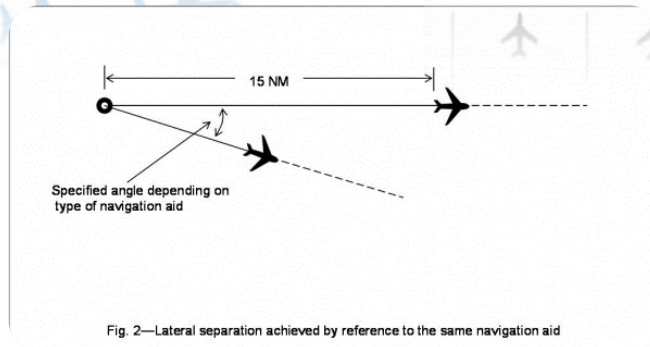 15 NM
Specified angle depending on
type of navigation aid
Fig. 2—Lateral separation achieved by reference to the same navigation aid